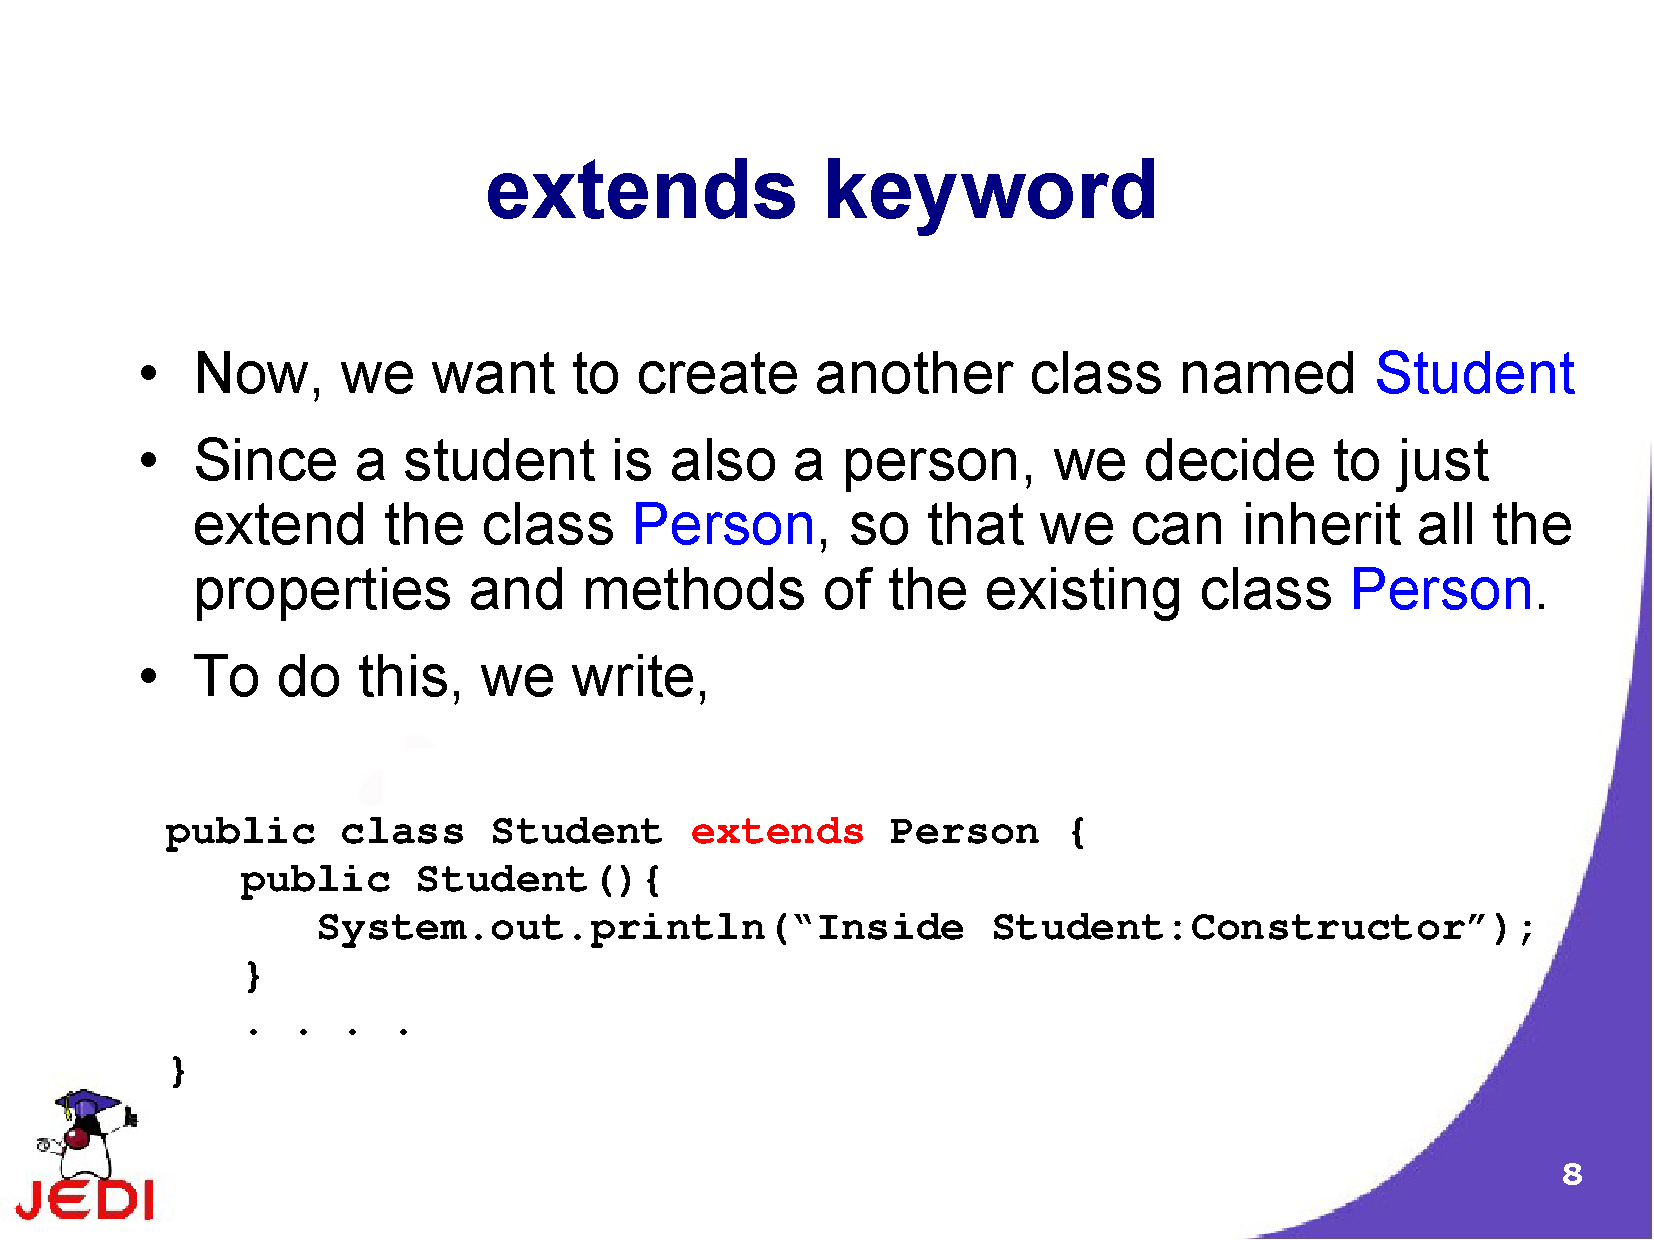 extends keyword
• Now, we want to create another class named Student
• Since a student is also a person, we decide to just
extend the class Person, so that we can inherit all the
properties and methods of the existing class Person.
• To do this, we write,
public class Student extends Person {
public Student(){
System.out.println(“Inside Student:Constructor”);
}
. . . .
}
JEDI
8